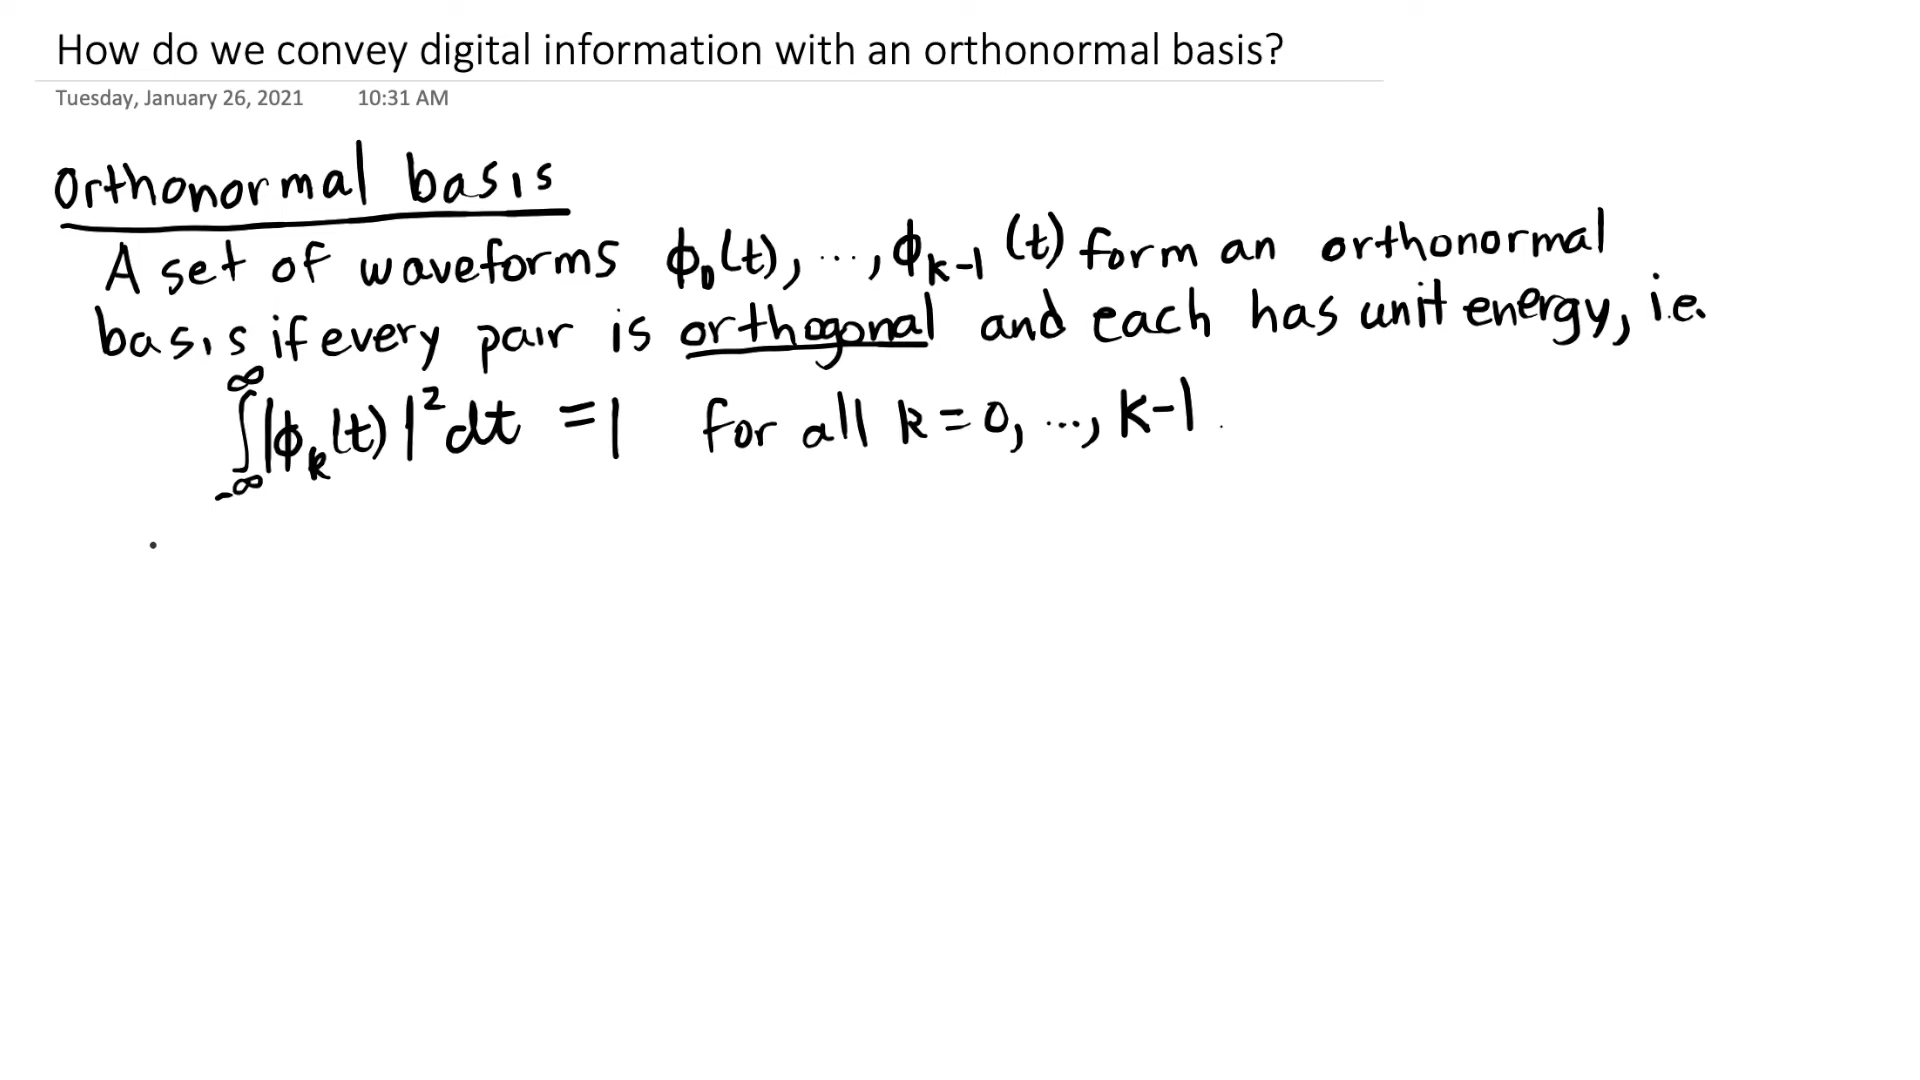 How do we convey digital information with an orthonormal basis?
Tuesday, January 26, 2021 10:31 AM
Orthonormal basis
A set of waveforms ϕ₀(t), ..., ϕ_{K-1}(t) form an orthonormal
basis if every pair is orthogonal and each has unit energy, i.e.
∫_{-∞}^{∞} |ϕ_k(t)|² dt = 1 for all k = 0, ..., K-1.